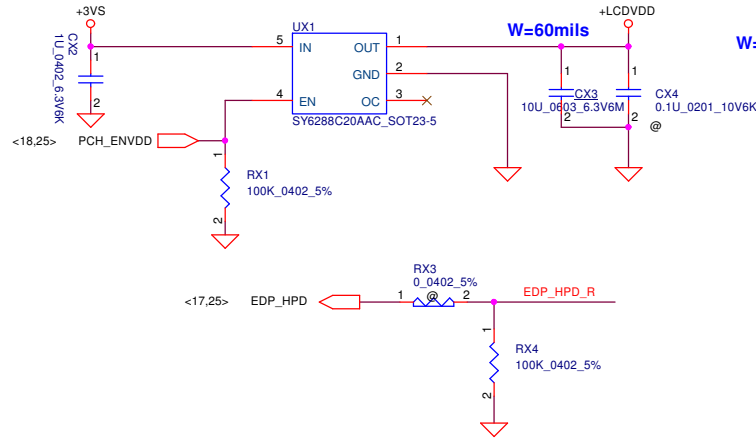 +3VS
+LCDVDD
UX1
W=60mils
W=
CX2
1U_0402_6.3V6K
1
2
5
IN
OUT
1
GND
2
4
EN
OC
3
SY6288C20AAC_SOT23-5
1
CX3
10U_0603_6.3V6M
2
1
CX4
0.1U_0201_10V6K
2
@
<18,25>
PCH_ENVDD
1
RX1
100K_0402_5%
2
RX3
0_0402_5%
<17,25>
EDP_HPD
1
@
2
EDP_HPD_R
1
RX4
100K_0402_5%
2